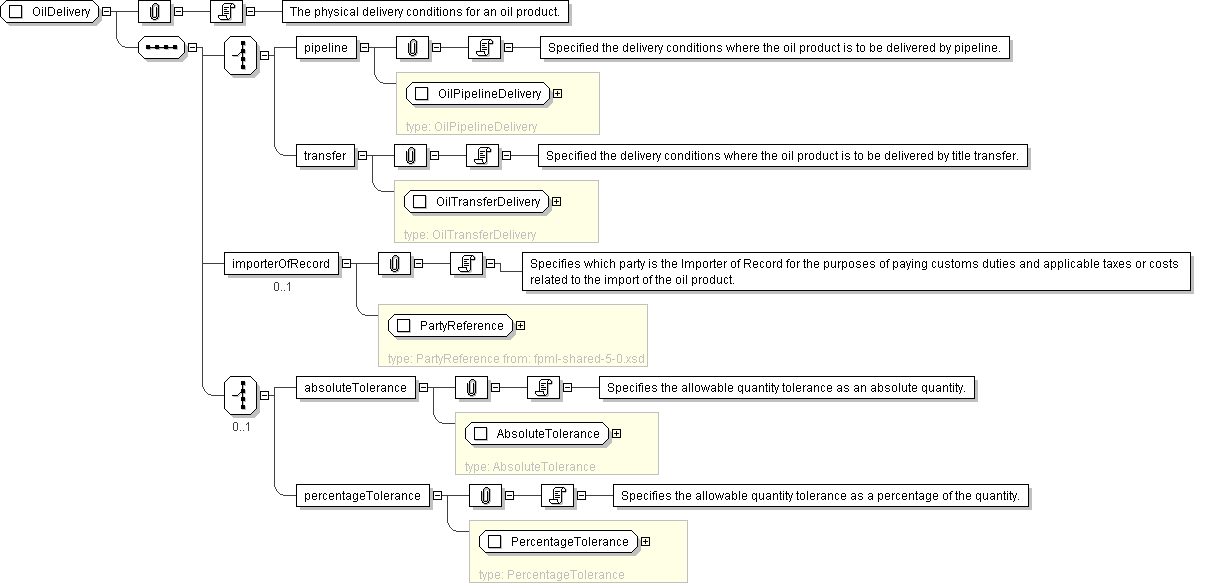 OilDelivery
The physical delivery conditions for an oil product.
pipeline
Specified the delivery conditions where the oil product is to be delivered by pipeline.
OilPipelineDelivery
type: OilPipelineDelivery
transfer
Specified the delivery conditions where the oil product is to be delivered by title transfer.
OilTransferDelivery
type: OilTransferDelivery
importerOfRecord
0..1
Specifies which party is the Importer of Record for the purposes of paying customs duties and applicable taxes or costs
related to the import of the oil product.
PartyReference
type: PartyReference from: fpml-shared-5-0.xsd
0..1
absoluteTolerance
Specifies the allowable quantity tolerance as an absolute quantity.
AbsoluteTolerance
type: AbsoluteTolerance
percentageTolerance
Specifies the allowable quantity tolerance as a percentage of the quantity.
PercentageTolerance
type: PercentageTolerance